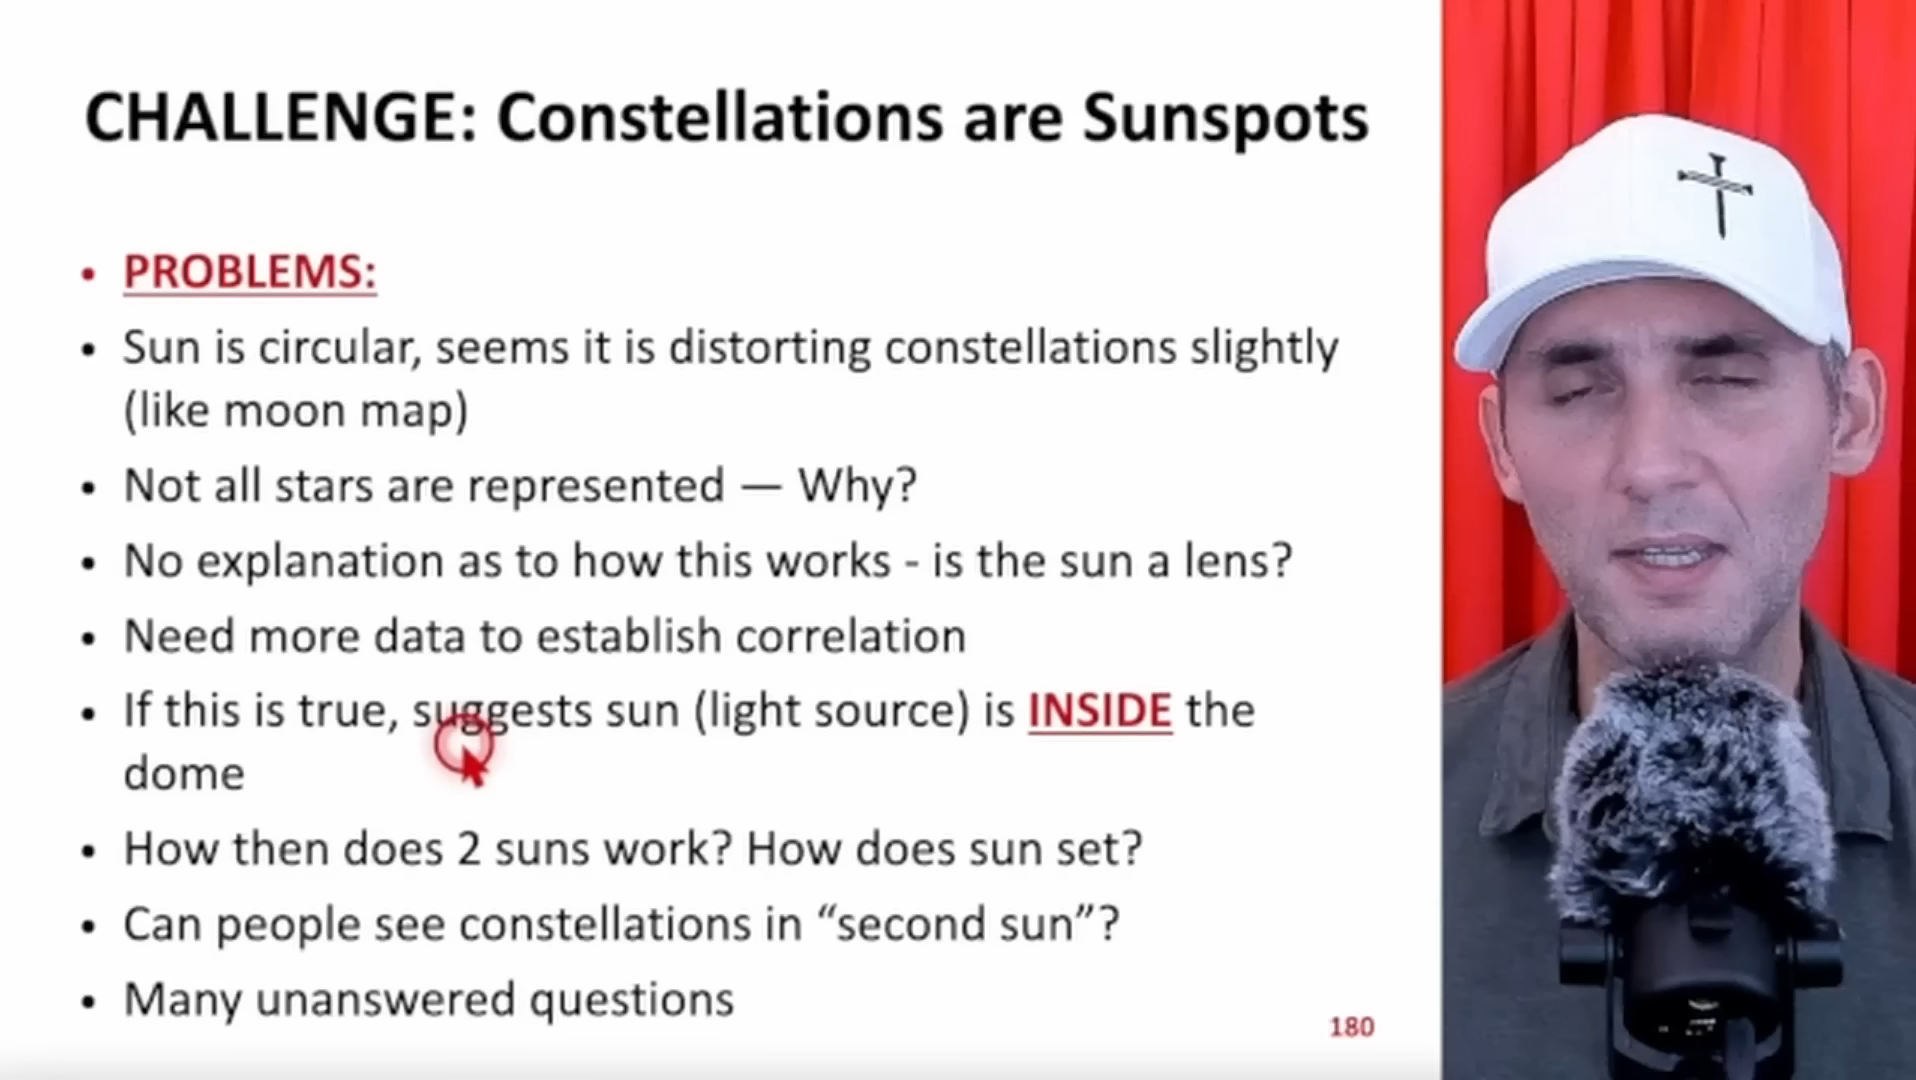 CHALLENGE: Constellations are Sunspots
• PROBLEMS:
• Sun is circular, seems it is distorting constellations slightly
(like moon map)
• Not all stars are represented — Why?
• No explanation as to how this works - is the sun a lens?
• Need more data to establish correlation
• If this is true, suggests sun (light source) is INSIDE the
dome
• How then does 2 suns work? How does sun set?
• Can people see constellations in “second sun”?
• Many unanswered questions
180